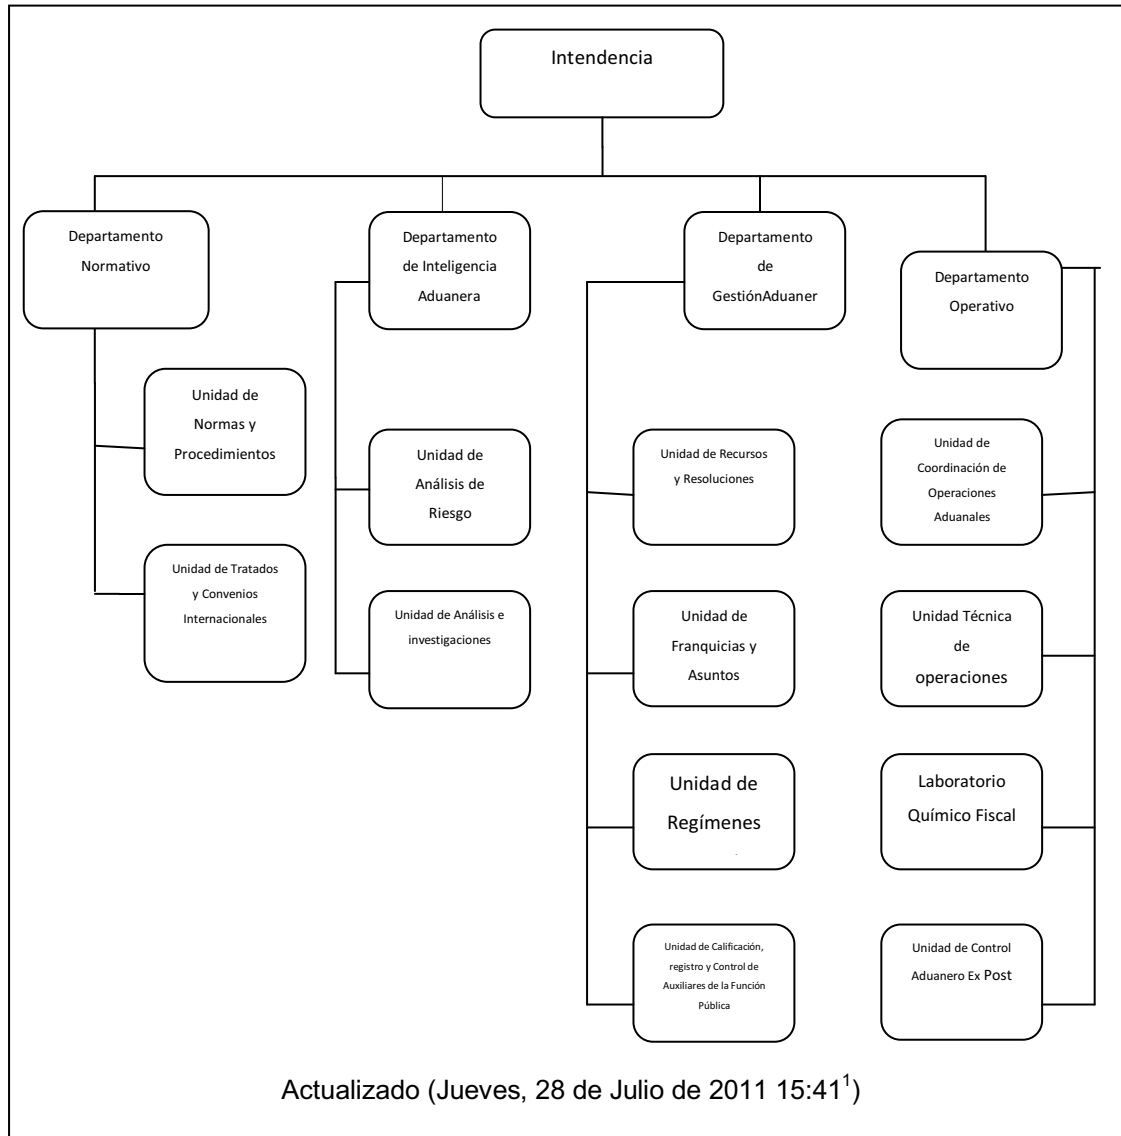 Intendencia
Departamento
Normativo
Departamento
de Inteligencia
Aduanera
Departamento
de
GestiónAduaner
Departamento
Operativo
Unidad de
Normas y
Procedimientos
Unidad de Tratados
y Convenios
Internacionales
Unidad de
Análisis de
Riesgo
Unidad de Análisis e
investigaciones
Unidad de Recursos
y Resoluciones
Unidad de
Franquicias y
Asuntos
Unidad de
Regímenes
Unidad de Calificación,
registro y Control de
Auxiliares de la Función
Pública
Unidad de
Coordinación de
Operaciones
Aduanales
Unidad Técnica
de
operaciones
Laboratorio
Químico Fiscal
Unidad de Control
Aduanero Ex Post
Actualizado (Jueves, 28 de Julio de 2011 15:41¹)